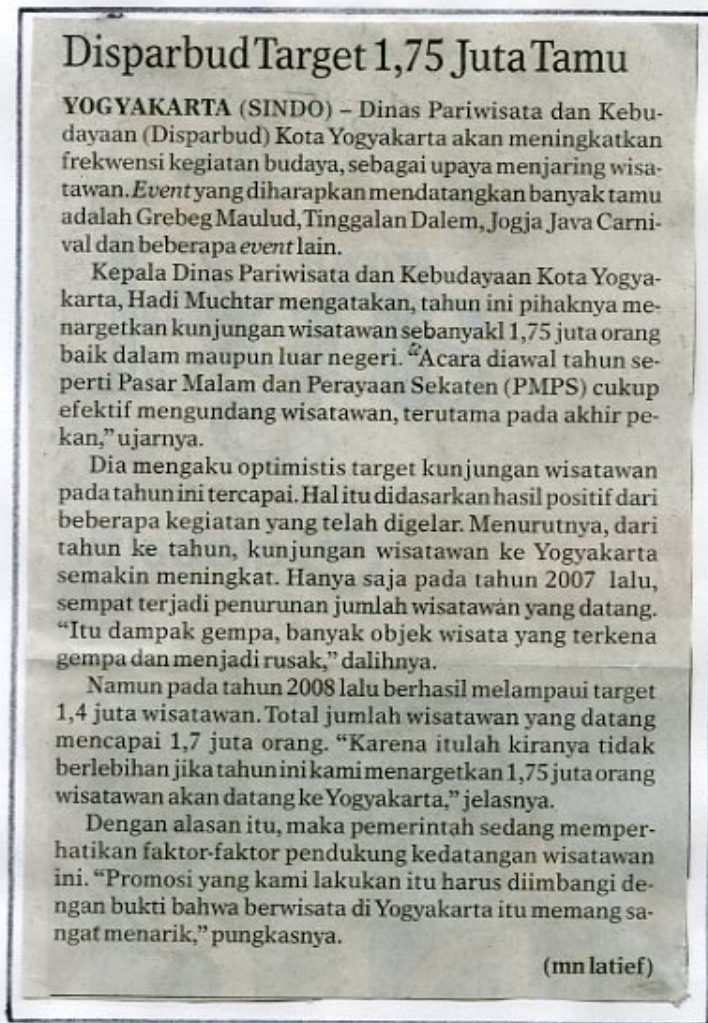 Disparbud Target 1,75 Juta Tamu
YOGYAKARTA (SINDO) – Dinas Pariwisata dan Kebu-
dayaan (Disparbud) Kota Yogyakarta akan meningkatkan
frekwensi kegiatan budaya, sebagai upaya menjaring wisa-
tawan. Event yang diharapkan mendatangkan banyak tamu
adalah Grebeg Maulud, Tinggalan Dalem, Jogja Java Carni-
val dan beberapa event lain.
Kepala Dinas Pariwisata dan Kebudayaan Kota Yogya-
karta, Hadi Muchtar mengatakan, tahun ini pihaknya me-
nargetkan kunjungan wisatawan sebanyakl 1,75 juta orang
baik dalam maupun luar negeri. “Acara diawal tahun se-
perti Pasar Malam dan Perayaan Sekaten (PMPS) cukup
efektif mengundang wisatawan, terutama pada akhir pe-
kan,” ujarnya.
Dia mengaku optimistis target kunjungan wisatawan
pada tahun ini tercapai. Hal itu didasarkan hasil positif dari
beberapa kegiatan yang telah digelar. Menurutnya, dari
tahun ke tahun, kunjungan wisatawan ke Yogyakarta
semakin meningkat. Hanya saja pada tahun 2007 lalu,
sempat terjadi penurunan jumlah wisatawan yang datang.
“Itu dampak gempa, banyak objek wisata yang terkena
gempa dan menjadi rusak,” dalihnya.
Namun pada tahun 2008 lalu berhasil melampaui target
1,4 juta wisatawan. Total jumlah wisatawan yang datang
mencapai 1,7 juta orang. “Karena itulah kiranya tidak
berlebihan jika tahun ini kami menargetkan 1,75 juta orang
wisatawan akan datang ke Yogyakarta,” jelasnya.
Dengan alasan itu, maka pemerintah sedang memper-
hatikan faktor-faktor pendukung kedatangan wisatawan
ini. “Promosi yang kami lakukan itu harus diimbangi de-
ngan bukti bahwa berwisata di Yogyakarta itu memang sa-
ngat menarik,” pungkasnya.
(mn latief)